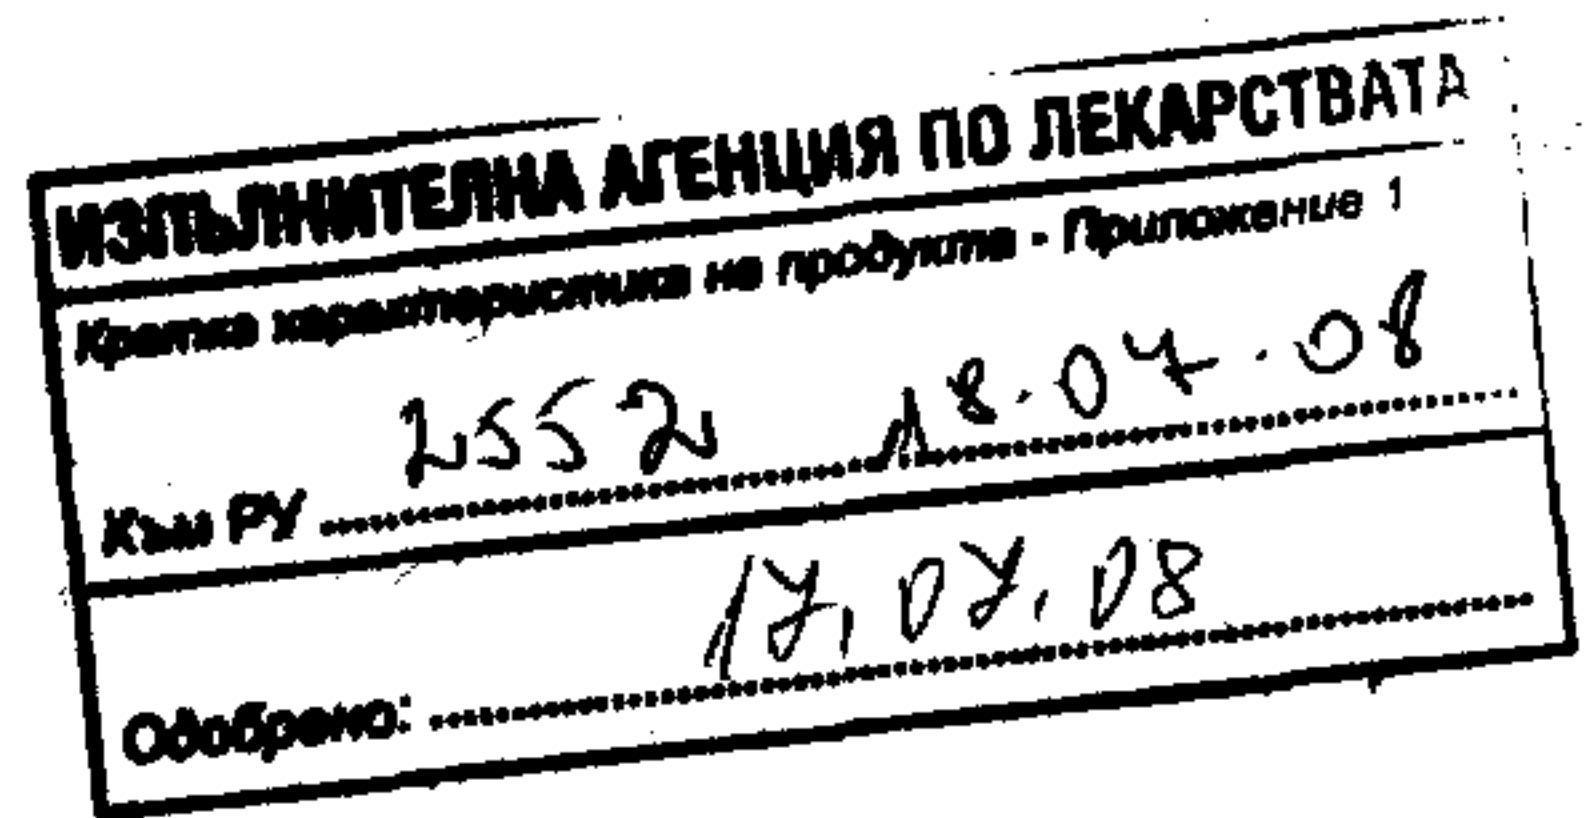 ИЗПЪЛНИТЕЛНА АГЕНЦИЯ ПО ЛЕКАРСТВАТА
Кратка характеристика на продукта - Приложение 1
Към РУ 2552 18.07.08
Одобрено: 17.07.08